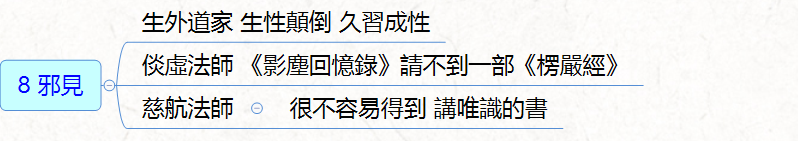 生外道家 生性顛倒 久習成性
8 邪見
倓虛法師 《影塵回憶錄》請不到一部《楞嚴經》
慈航法師 很不容易得到 講唯識的書